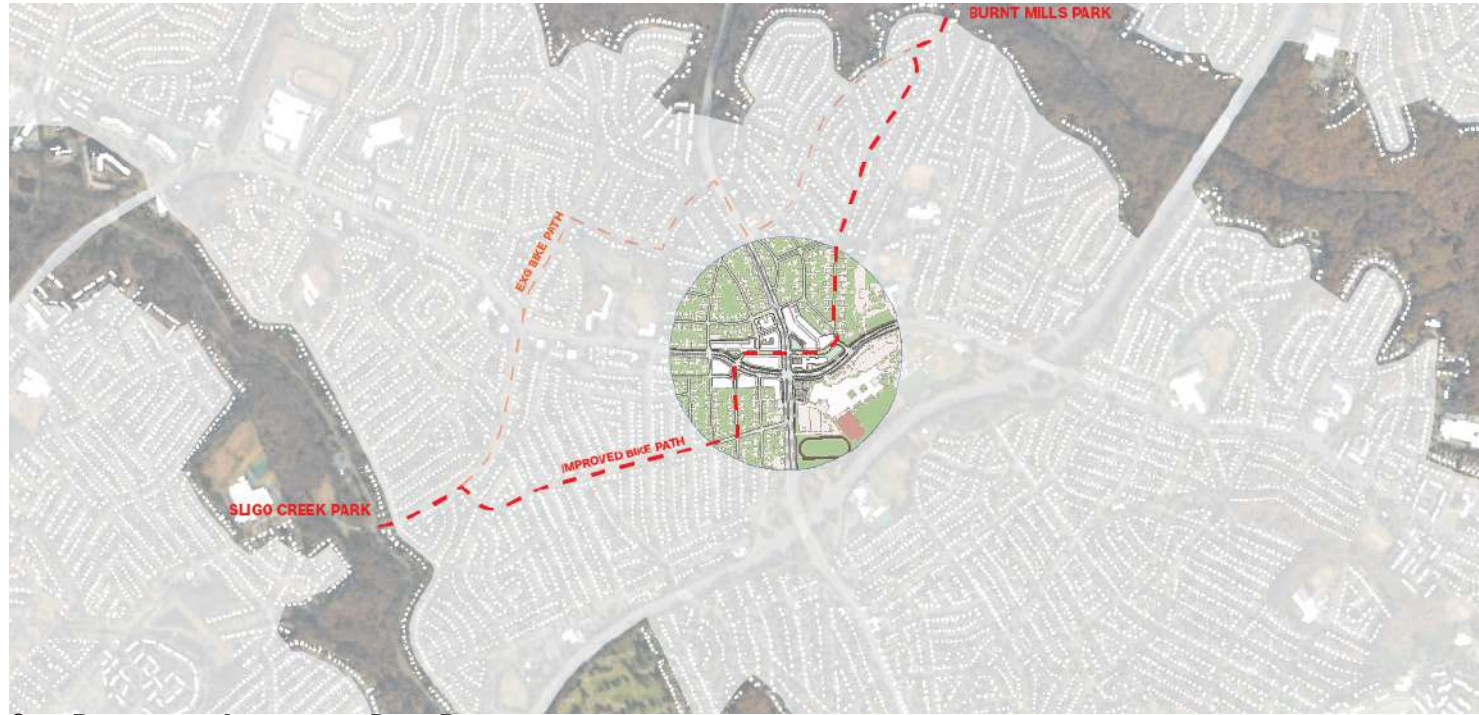 BURNT MILLS PARK
EXG BIKE PATH
IMPROVED BIKE PATH
SLIGO CREEK PARK